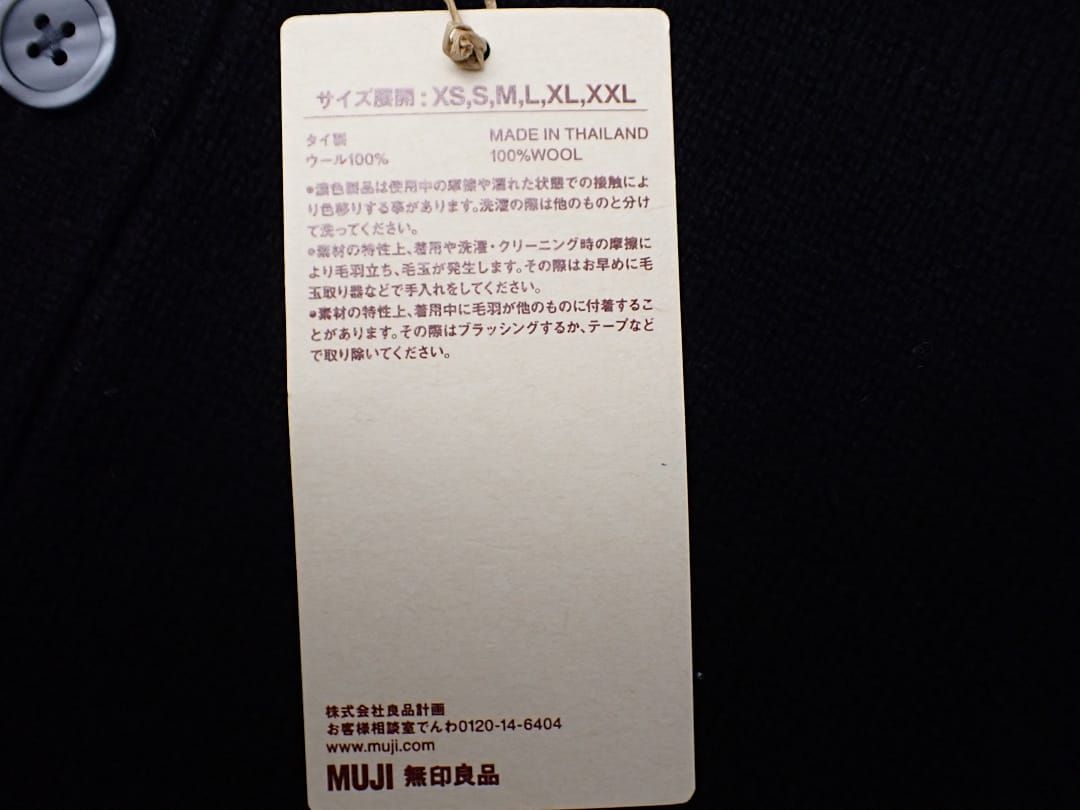 サイズ展開：XS,S,M,L,XL,XXL
タイ製 MADE IN THAILAND
ウール100% 100%WOOL
●濃色製品は使用中の摩擦や濡れた状態での接触によ
り色移りする事があります。洗濯の際は他のものと分け
て洗ってください。
●素材の特性上、着用や洗濯・クリーニング時の摩擦に
より毛羽立ち、毛玉が発生します。その際はお早めに毛
玉取り器などで手入れをしてください。
●素材の特性上、着用中に毛羽が他のものに付着するこ
とがあります。その際はブラッシングするか、テープなど
で取り除いてください。
株式会社良品計画
お客様相談室でんわ0120-14-6404
www.muji.com
MUJI 無印良品